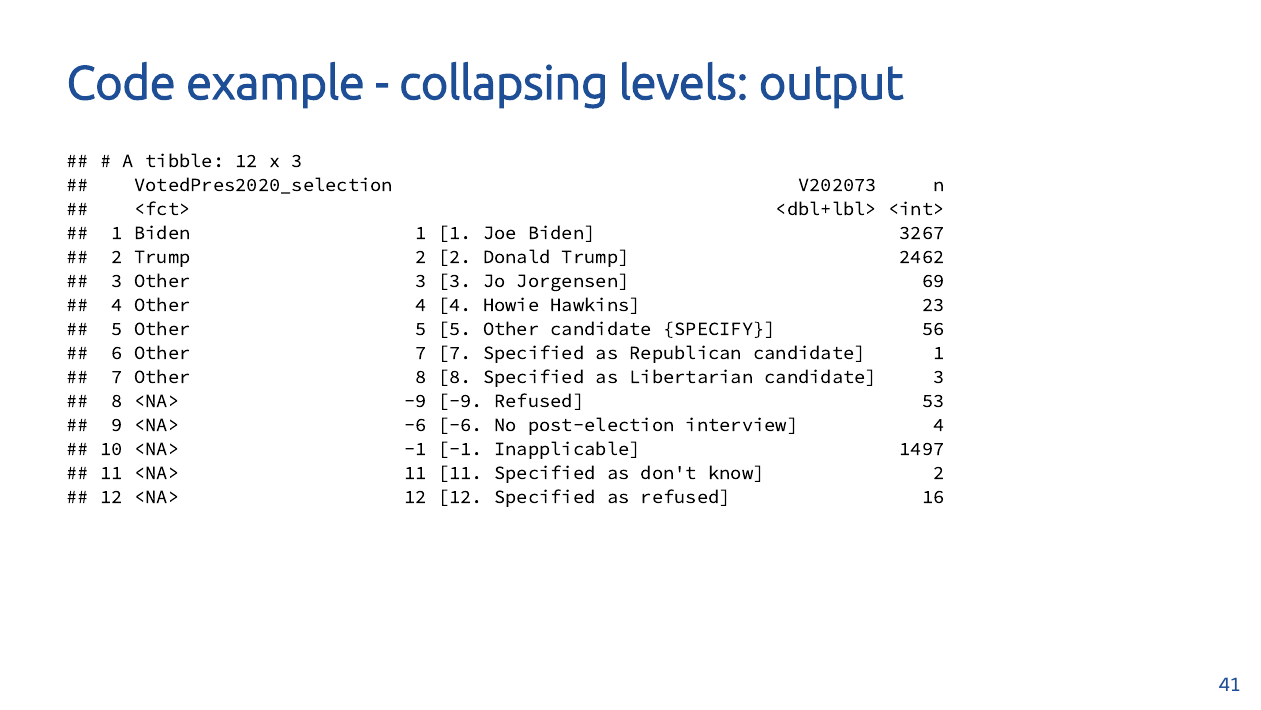 Code example - collapsing levels: output
## # A tibble: 12 x 3
##    VotedPres2020_selection                                    V202073     n
##    <fct>                                                    <dbl+lbl> <int>
##  1 Biden                    1 [1. Joe Biden]                           3267
##  2 Trump                    2 [2. Donald Trump]                        2462
##  3 Other                    3 [3. Jo Jorgensen]                          69
##  4 Other                    4 [4. Howie Hawkins]                         23
##  5 Other                    5 [5. Other candidate {SPECIFY}]             56
##  6 Other                    7 [7. Specified as Republican candidate]      1
##  7 Other                    8 [8. Specified as Libertarian candidate]     3
##  8 <NA>                    -9 [-9. Refused]                              53
##  9 <NA>                    -6 [-6. No post-election interview]            4
## 10 <NA>                    -1 [-1. Inapplicable]                       1497
## 11 <NA>                    11 [11. Specified as don't know]               2
## 12 <NA>                    12 [12. Specified as refused]                 16
41